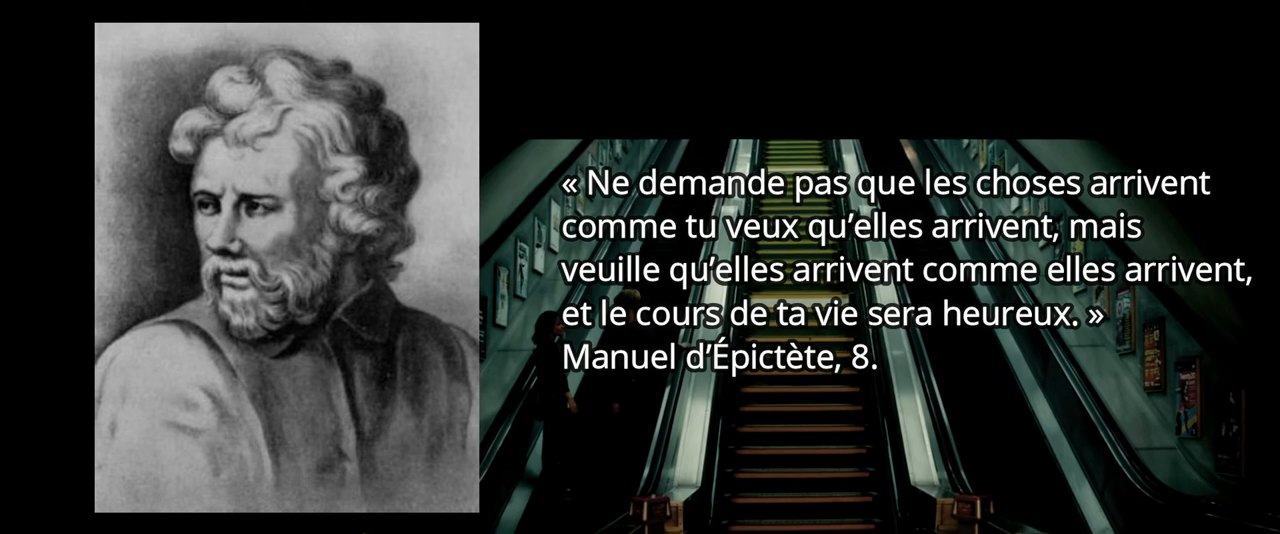 « Ne demande pas que les choses arrivent
comme tu veux qu’elles arrivent, mais
veuille qu’elles arrivent comme elles arrivent,
et le cours de ta vie sera heureux. »
Manuel d’Épictète, 8.